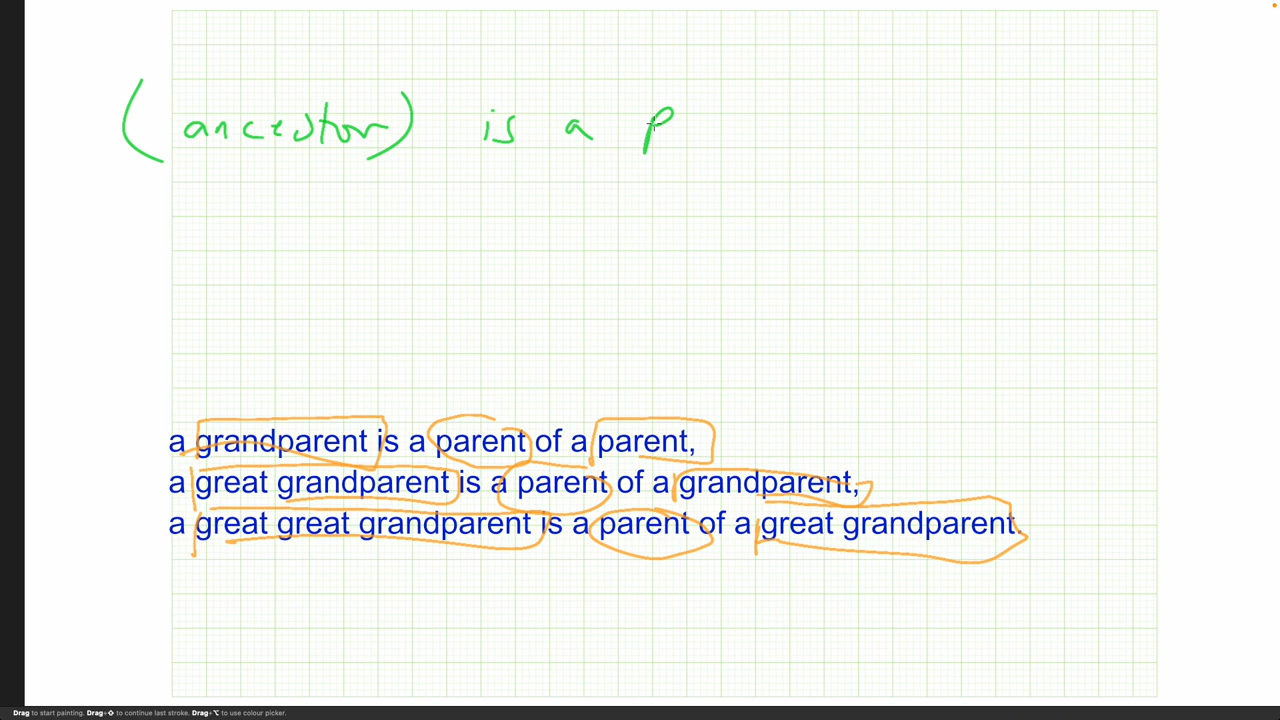 (ancestor) is a p
a grandparent is a parent of a parent,
a great grandparent is a parent of a grandparent,
a great great grandparent is a parent of a great grandparent.
Drag to start painting. Drag+⇧ to continue last stroke. Drag+⌥ to use colour picker.